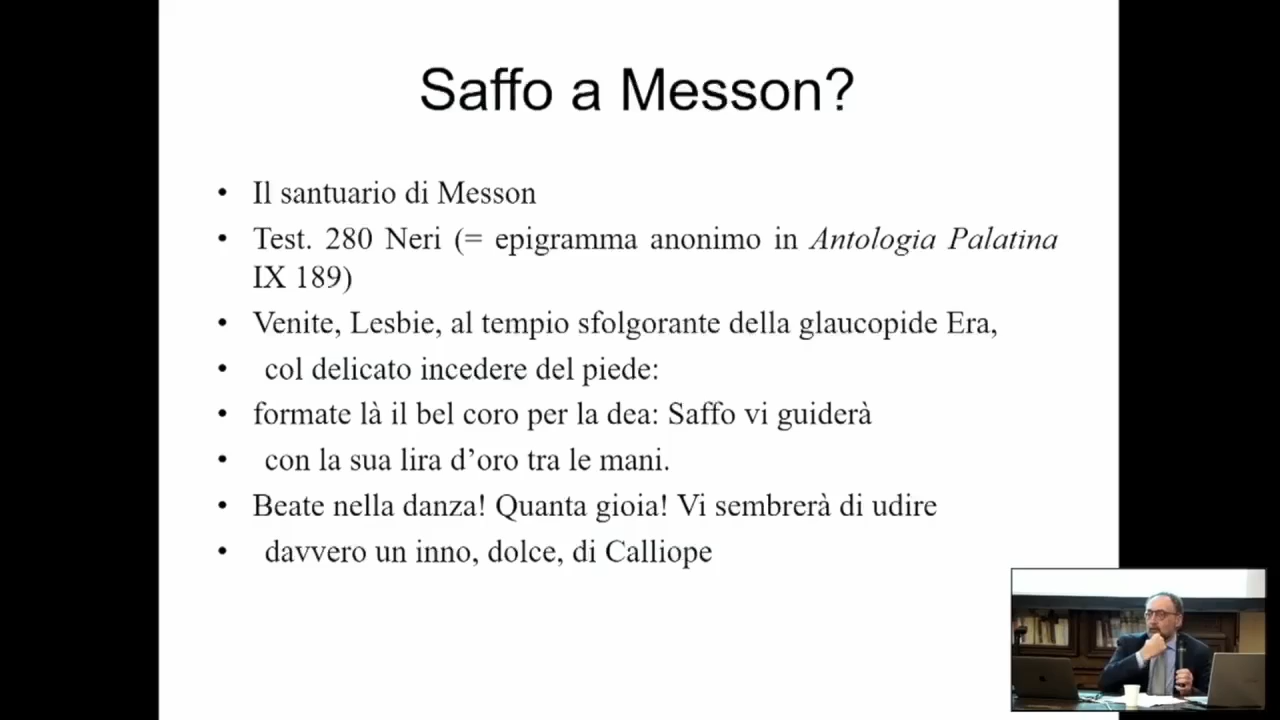 Saffo a Messon?
• Il santuario di Messon
• Test. 280 Neri (= epigramma anonimo in Antologia Palatina
IX 189)
• Venite, Lesbie, al tempio sfolgorante della glaucopide Era,
• col delicato incedere del piede:
• formate là il bel coro per la dea: Saffo vi guiderà
• con la sua lira d’oro tra le mani.
• Beate nella danza! Quanta gioia! Vi sembrerà di udire
• davvero un inno, dolce, di Calliope